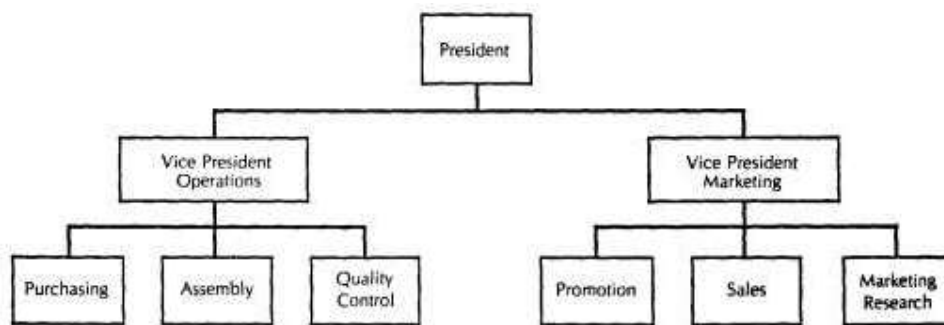 President
Vice President
Operations
Vice President
Marketing
Purchasing
Assembly
Quality
Control
Promotion
Sales
Marketing
Research